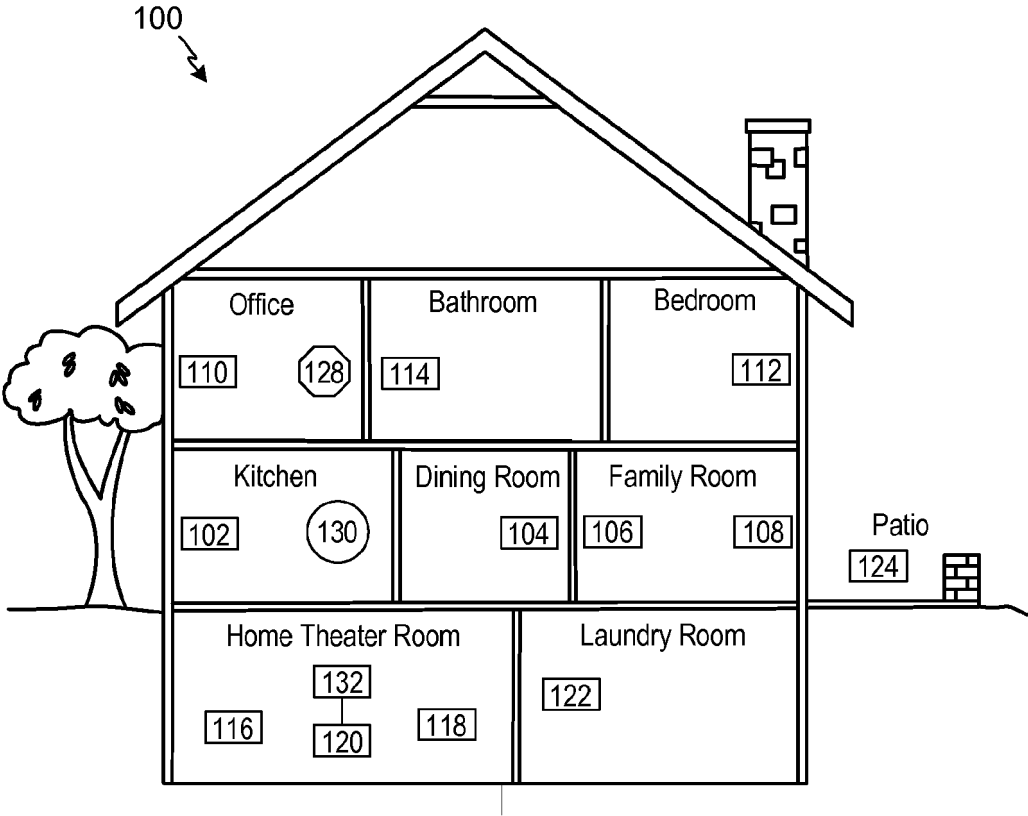 100
Office
Bathroom
Bedroom
110
128
114
112
Kitchen
Dining Room
Family Room
102
130
104
106
108
Patio
124
Home Theater Room
Laundry Room
132
122
116
120
118